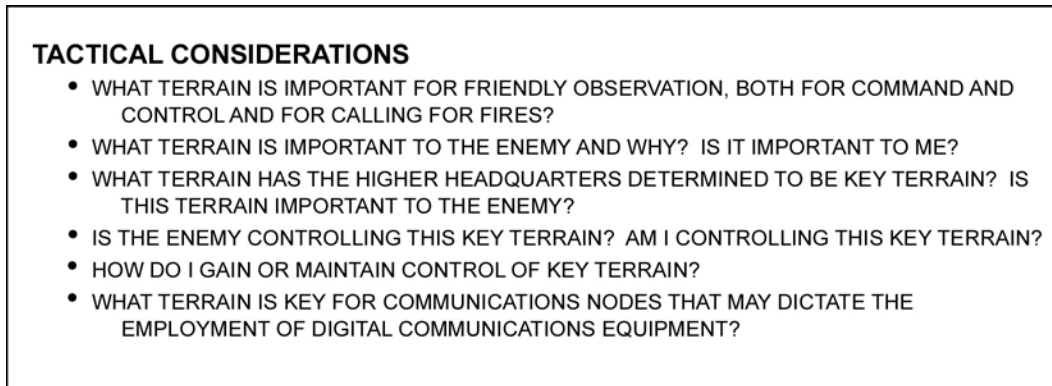 TACTICAL CONSIDERATIONS
• WHAT TERRAIN IS IMPORTANT FOR FRIENDLY OBSERVATION, BOTH FOR COMMAND AND
CONTROL AND FOR CALLING FOR FIRES?
• WHAT TERRAIN IS IMPORTANT TO THE ENEMY AND WHY? IS IT IMPORTANT TO ME?
• WHAT TERRAIN HAS THE HIGHER HEADQUARTERS DETERMINED TO BE KEY TERRAIN? IS
THIS TERRAIN IMPORTANT TO THE ENEMY?
• IS THE ENEMY CONTROLLING THIS KEY TERRAIN? AM I CONTROLLING THIS KEY TERRAIN?
• HOW DO I GAIN OR MAINTAIN CONTROL OF KEY TERRAIN?
• WHAT TERRAIN IS KEY FOR COMMUNICATIONS NODES THAT MAY DICTATE THE
EMPLOYMENT OF DIGITAL COMMUNICATIONS EQUIPMENT?